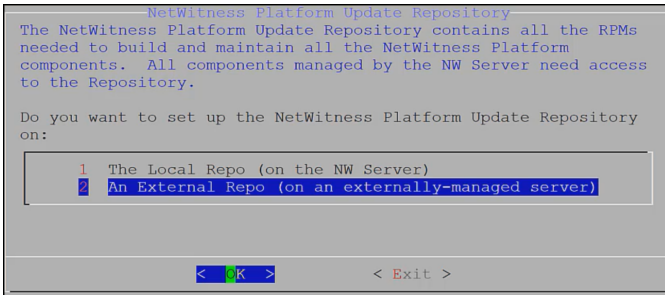 NetWitness Platform Update Repository
The NetWitness Platform Update Repository contains all the RPMs
needed to build and maintain all the NetWitness Platform
components.  All components managed by the NW Server need access
to the Repository.
Do you want to set up the NetWitness Platform Update Repository
on:
1  The Local Repo (on the NW Server)
2  An External Repo (on an externally-managed server)
<  OK  >  < Exit >